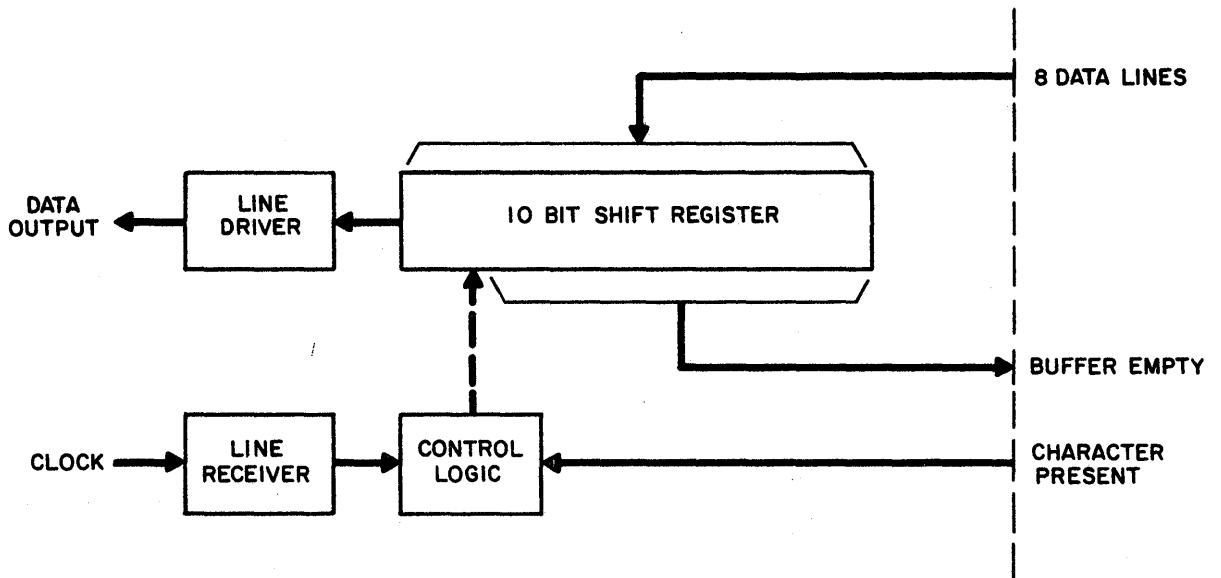 8 DATA LINES
DATA
OUTPUT
LINE
DRIVER
10 BIT SHIFT REGISTER
BUFFER EMPTY
CLOCK
LINE
RECEIVER
CONTROL
LOGIC
CHARACTER
PRESENT